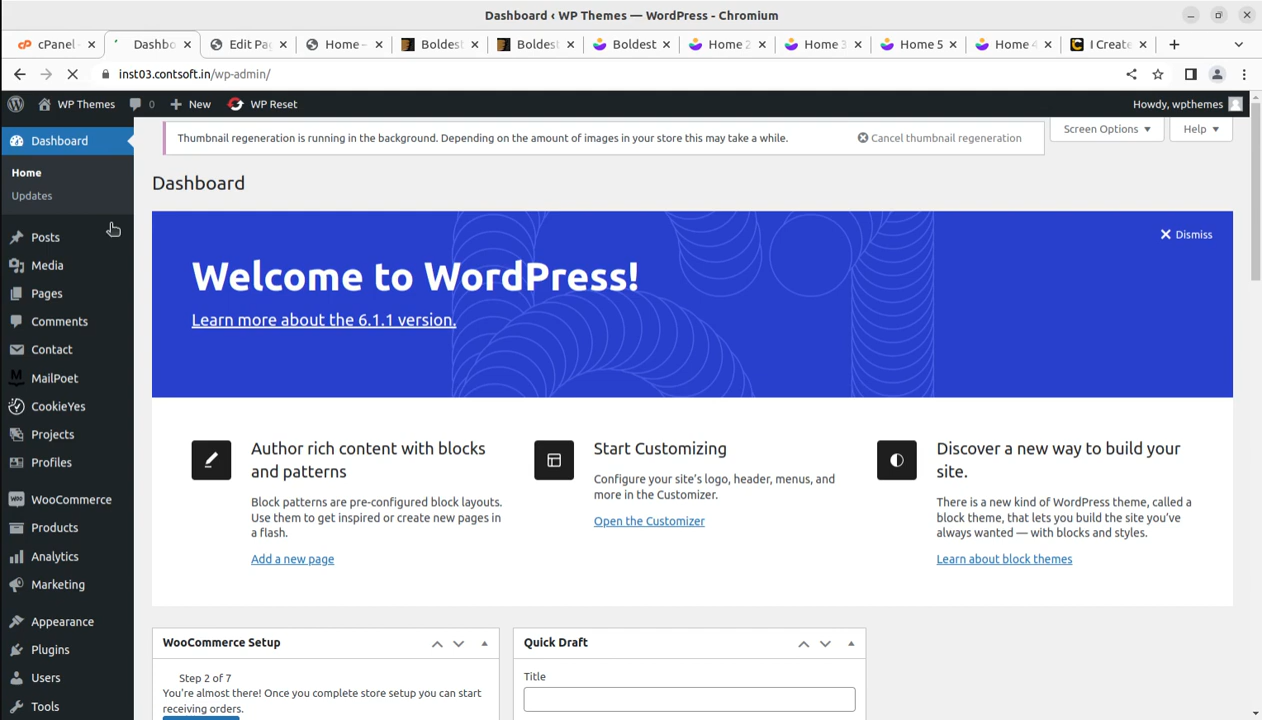 Dashboard ‹ WP Themes — WordPress - Chromium
cPanel -
Dashbo
Edit Pa
Home –
Boldest
Boldest
Boldest
Home 2
Home 3
Home 5
Home 4
I Create
inst03.contsoft.in/wp-admin/
WP Themes
0
New
WP Reset
Howdy, wpthemes
Dashboard
Home
Updates
Posts
Media
Pages
Comments
Contact
MailPoet
CookieYes
Projects
Profiles
WooCommerce
Products
Analytics
Marketing
Appearance
Plugins
Users
Tools
Thumbnail regeneration is running in the background. Depending on the amount of images in your store this may take a while.
Cancel thumbnail regeneration
Screen Options
Help
Dashboard
Dismiss
Welcome to WordPress!
Learn more about the 6.1.1 version.
Author rich content with blocks
and patterns
Block patterns are pre-configured block layouts.
Use them to get inspired or create new pages in
a flash.
Add a new page
Start Customizing
Configure your site's logo, header, menus, and
more in the Customizer.
Open the Customizer
Discover a new way to build your
site.
There is a new kind of WordPress theme, called a
block theme, that lets you build the site you've
always wanted — with blocks and styles.
Learn about block themes
WooCommerce Setup
Step 2 of 7
You're almost there! Once you complete store setup you can start
receiving orders.
Quick Draft
Title